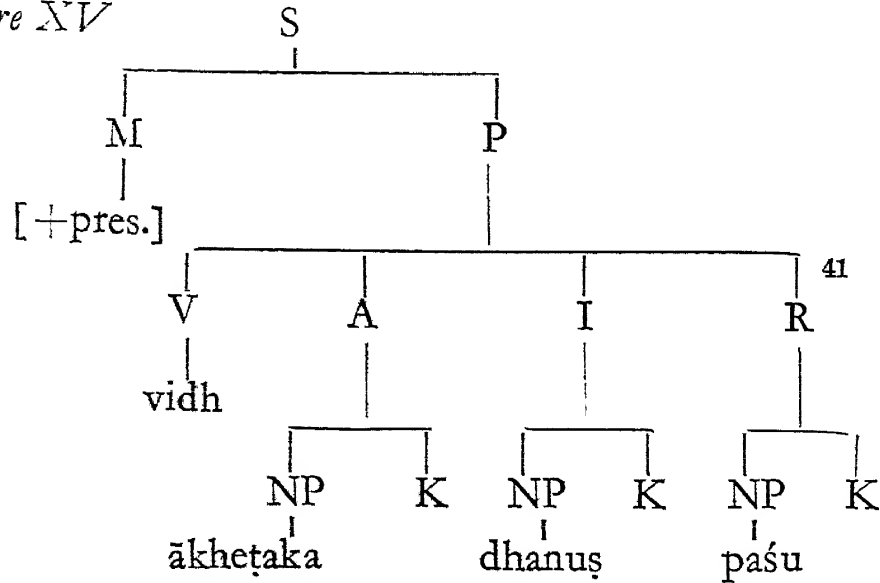 re XV
S
M P
[+pres.]
41
V A I R
vidh
NP K NP K NP K
ākheṭaka dhanuṣ paśu